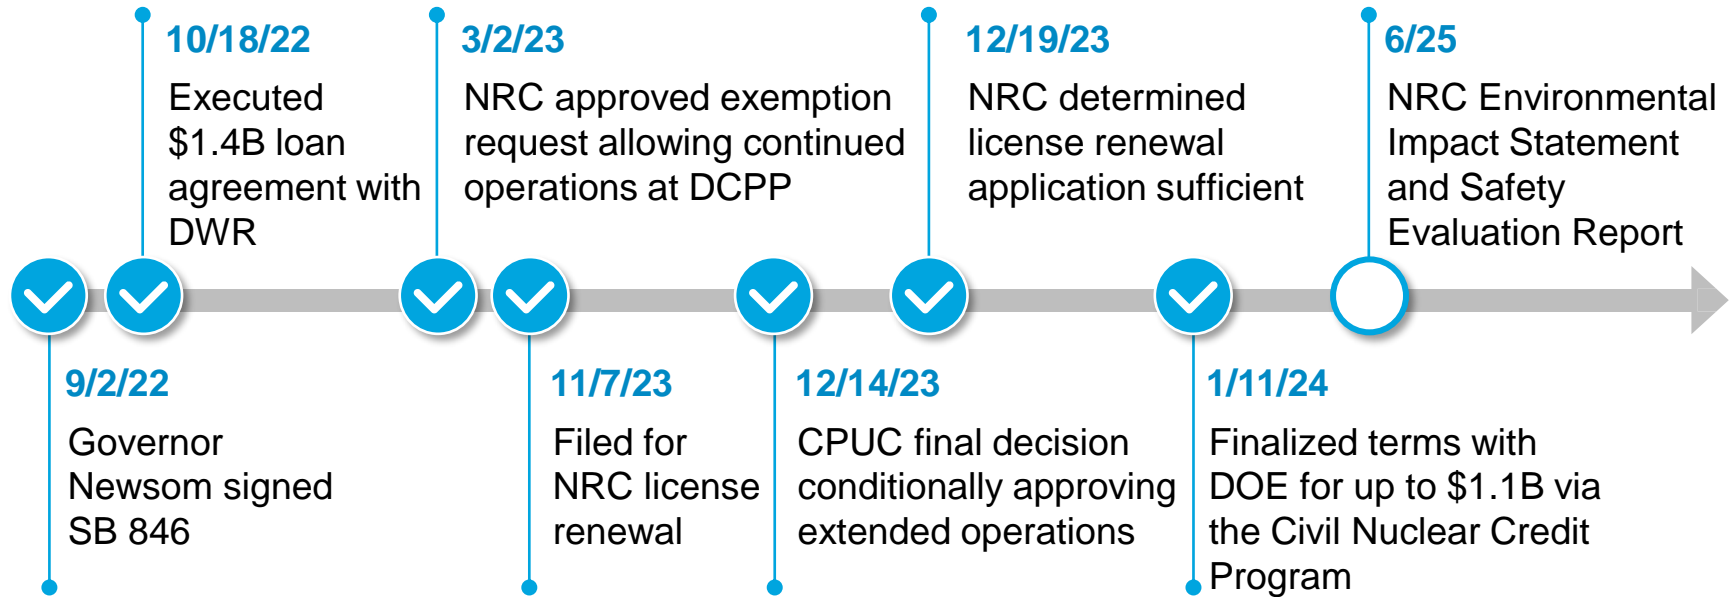 10/18/22
Executed
$1.4B loan
agreement with
DWR
3/2/23
NRC approved exemption
request allowing continued
operations at DCPP
12/19/23
NRC determined
license renewal
application sufficient
6/25
NRC Environmental
Impact Statement
and Safety
Evaluation Report
9/2/22
Governor
Newsom signed
SB 846
11/7/23
Filed for
NRC license
renewal
12/14/23
CPUC final decision
conditionally approving
extended operations
1/11/24
Finalized terms with
DOE for up to $1.1B via
the Civil Nuclear Credit
Program